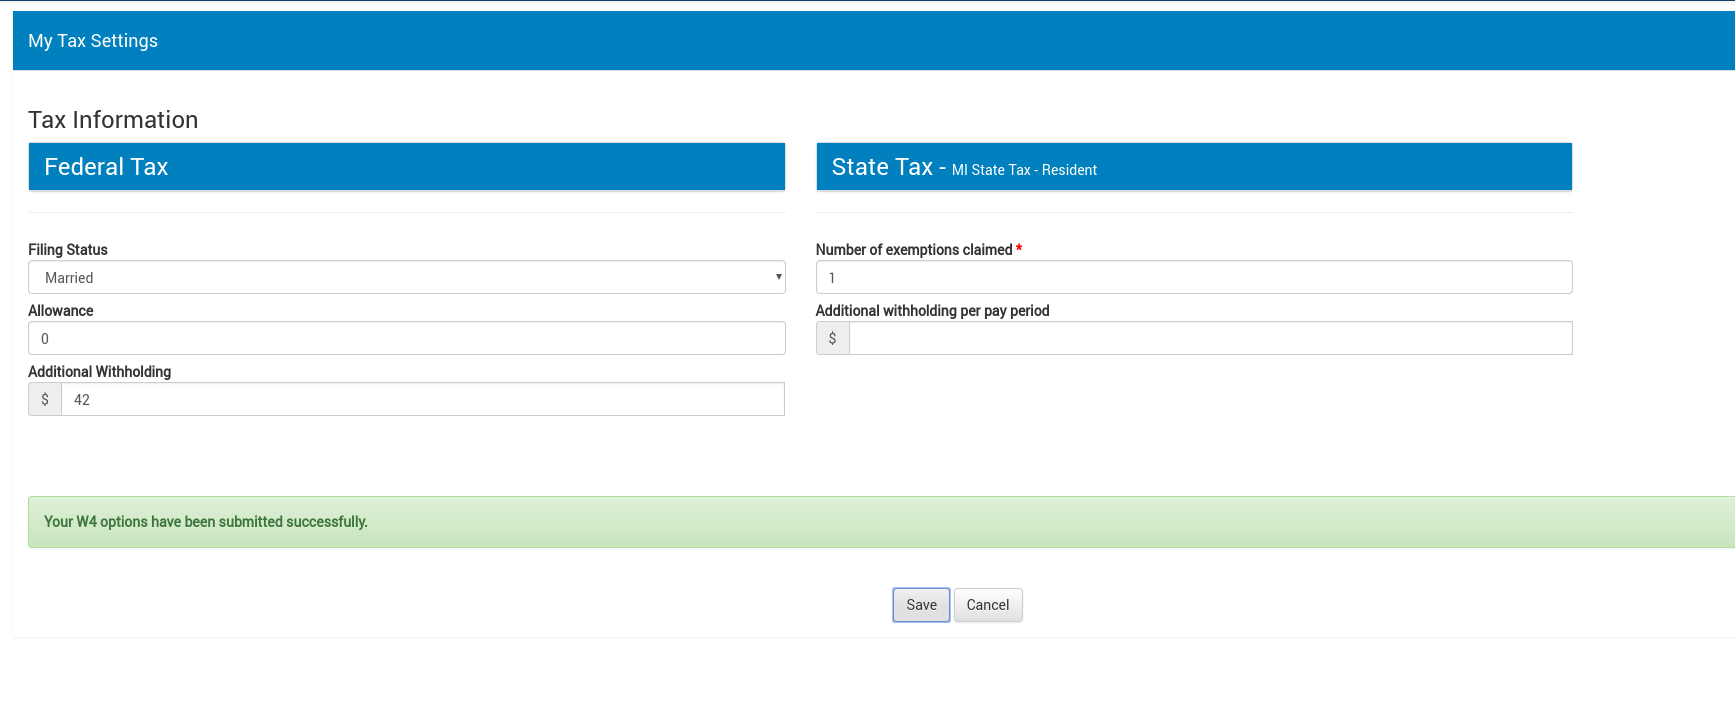 My Tax Settings
Tax Information
Federal Tax
State Tax - MI State Tax - Resident
Filing Status
Married
Allowance
0
Additional Withholding
$ 42
Number of exemptions claimed *
1
Additional withholding per pay period
$
Your W4 options have been submitted successfully.
Save Cancel